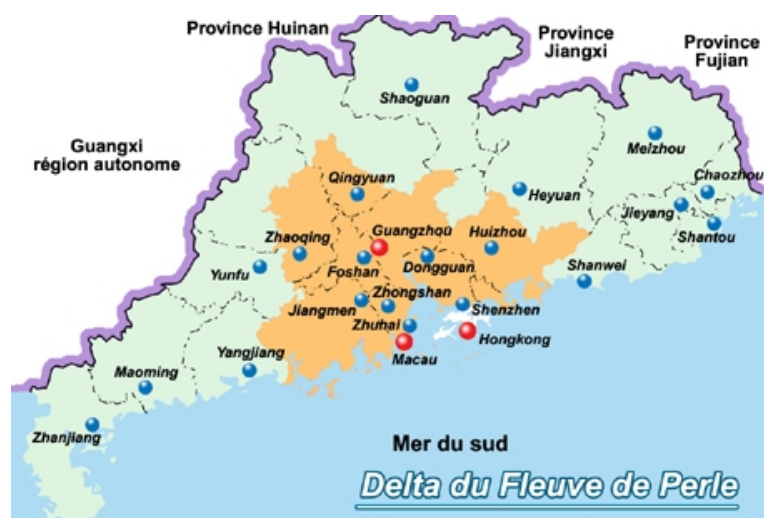 Province Huinan
Province
Jiangxi
Province
Fujian
Shaoguan
Guangxi
région autonome
Meizhou
Chaozhou
Qingyuan
Heyuan
Jieyang
Shantou
Guangzhou
Huizhou
Zhaoqing
Foshan
Dongguan
Yunfu
Shanwei
Jiangmen
Zhongshan
Shenzhen
Zhuhai
Hongkong
Macau
Yangjiang
Maoming
Zhanjiang
Mer du sud
Delta du Fleuve de Perle